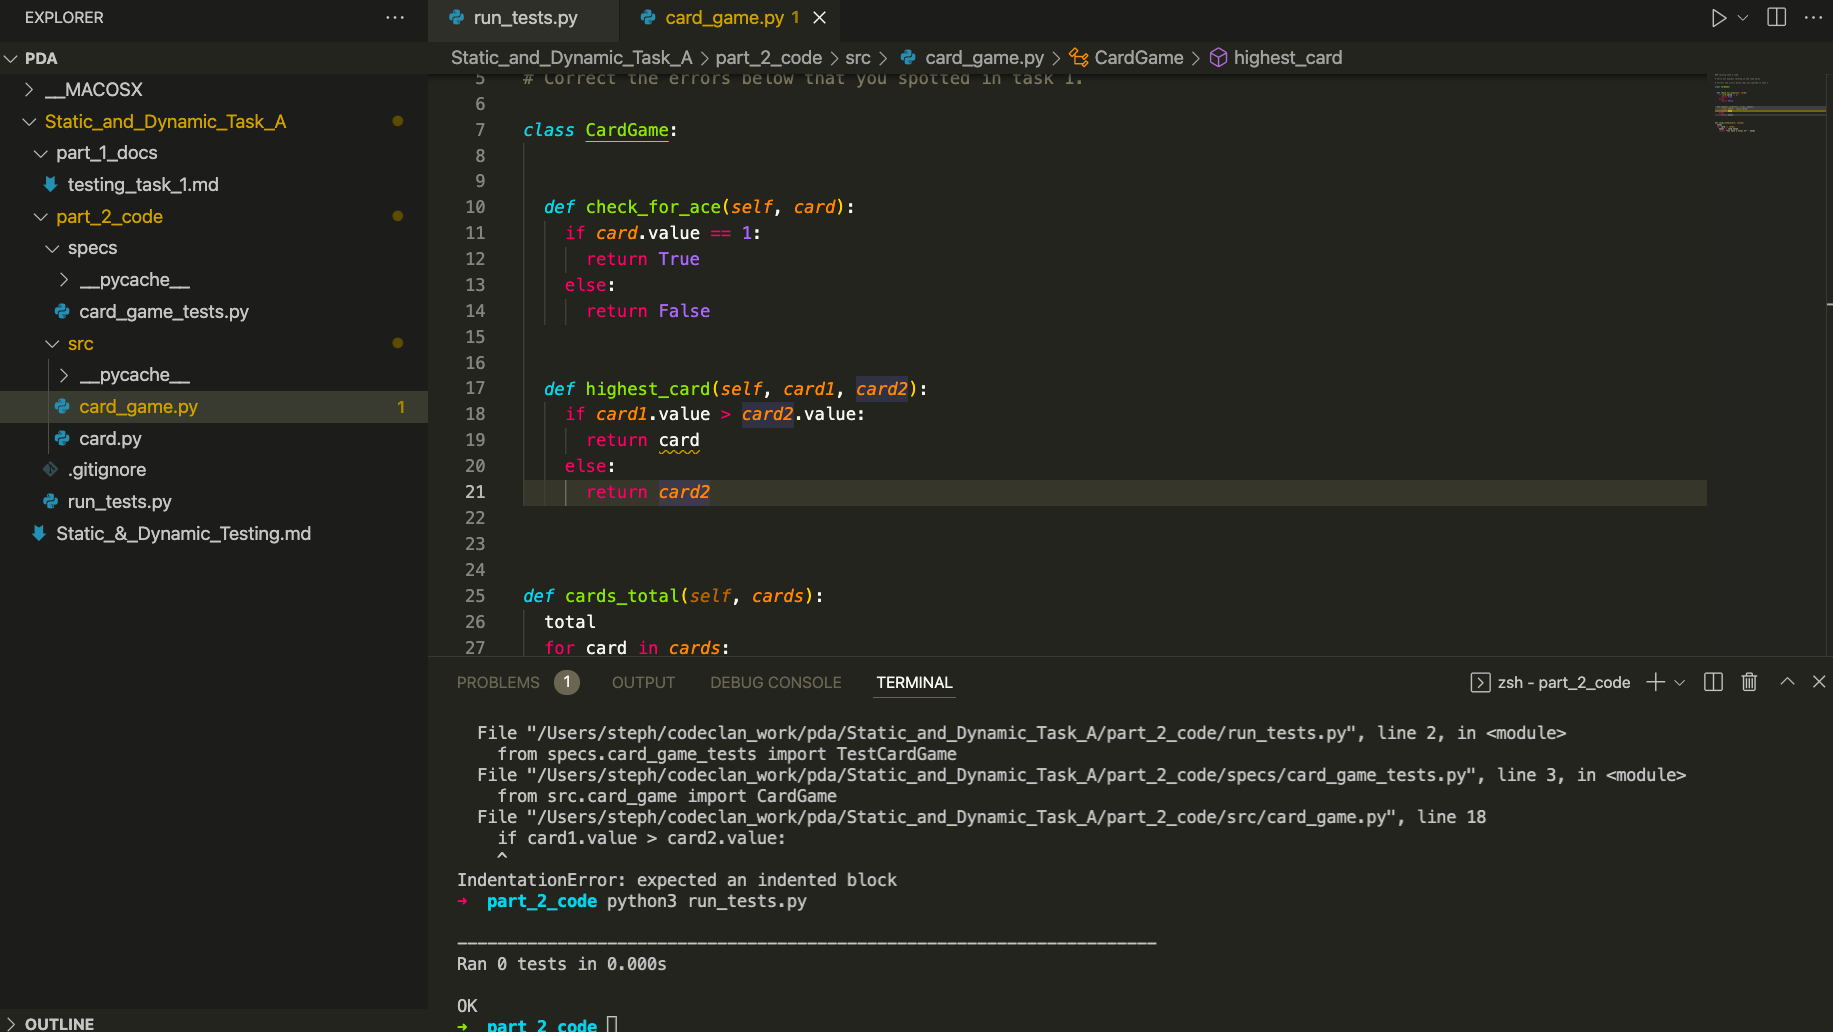 EXPLORER
PDA
__MACOSX
Static_and_Dynamic_Task_A
part_1_docs
testing_task_1.md
part_2_code
specs
__pycache__
card_game_tests.py
src
__pycache__
card_game.py 1
card.py
.gitignore
run_tests.py
Static_&_Dynamic_Testing.md
OUTLINE
run_tests.py
card_game.py 1
Static_and_Dynamic_Task_A > part_2_code > src > card_game.py > CardGame > highest_card
5 # Correct the errors below that you spotted in task 1.
6
7 class CardGame:
8
9
10 def check_for_ace(self, card):
11 if card.value == 1:
12 return True
13 else:
14 return False
15
16
17 def highest_card(self, card1, card2):
18 if card1.value > card2.value:
19 return card
20 else:
21 return card2
22
23
24
25 def cards_total(self, cards):
26 total
27 for card in cards:
PROBLEMS 1 OUTPUT DEBUG CONSOLE TERMINAL
zsh - part_2_code
File "/Users/steph/codeclan_work/pda/Static_and_Dynamic_Task_A/part_2_code/run_tests.py", line 2, in <module>
from specs.card_game_tests import TestCardGame
File "/Users/steph/codeclan_work/pda/Static_and_Dynamic_Task_A/part_2_code/specs/card_game_tests.py", line 3, in <module>
from src.card_game import CardGame
File "/Users/steph/codeclan_work/pda/Static_and_Dynamic_Task_A/part_2_code/src/card_game.py", line 18
if card1.value > card2.value:
^
IndentationError: expected an indented block
→ part_2_code python3 run_tests.py
----------------------------------------------------------------------
Ran 0 tests in 0.000s
OK
→ part_2_code